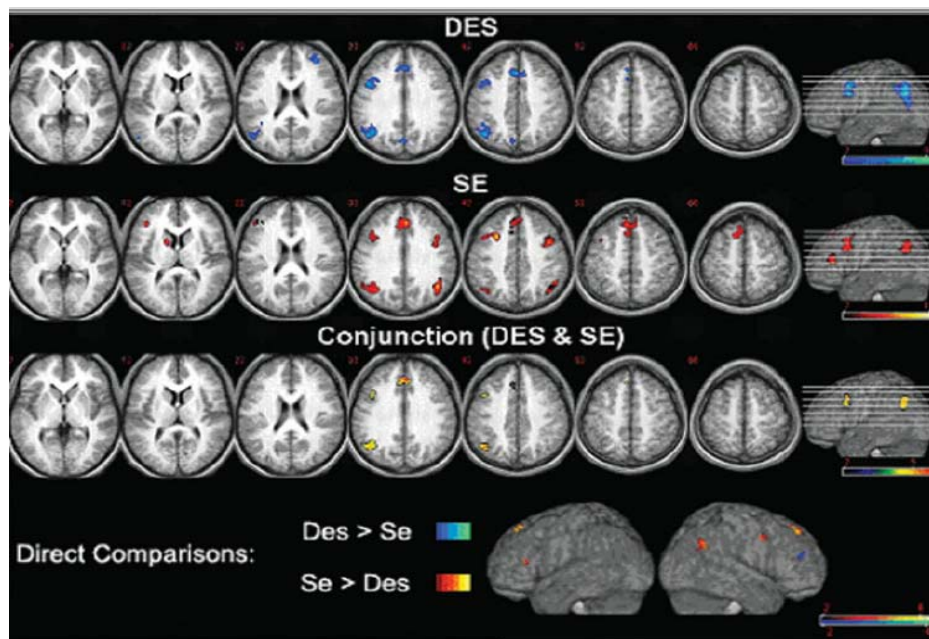 DES
SE
Conjunction (DES & SE)
Des > Se
Direct Comparisons:
Se > Des